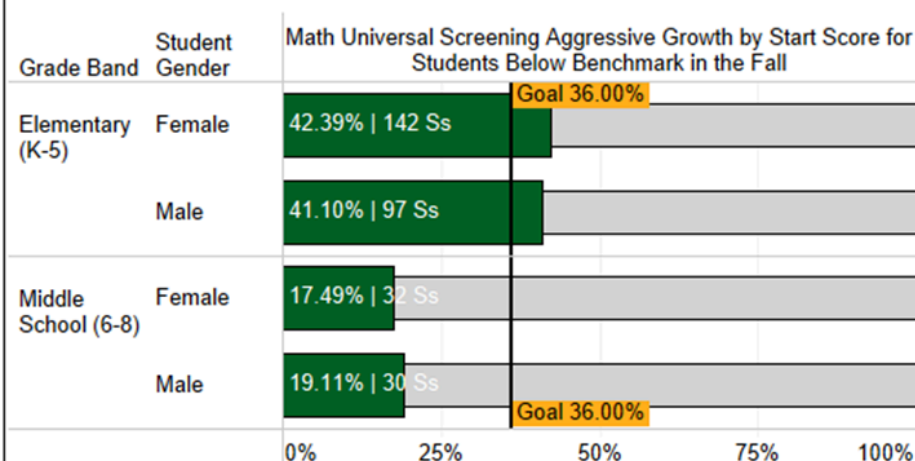 Grade Band
Student
Gender
Math Universal Screening Aggressive Growth by Start Score for
Students Below Benchmark in the Fall
Goal 36.00%
Elementary
(K-5)
Female
42.39% | 142 Ss
Male
41.10% | 97 Ss
Middle
School (6-8)
Female
17.49% | 32 Ss
Male
19.11% | 30 Ss
Goal 36.00%
0%
25%
50%
75%
100%